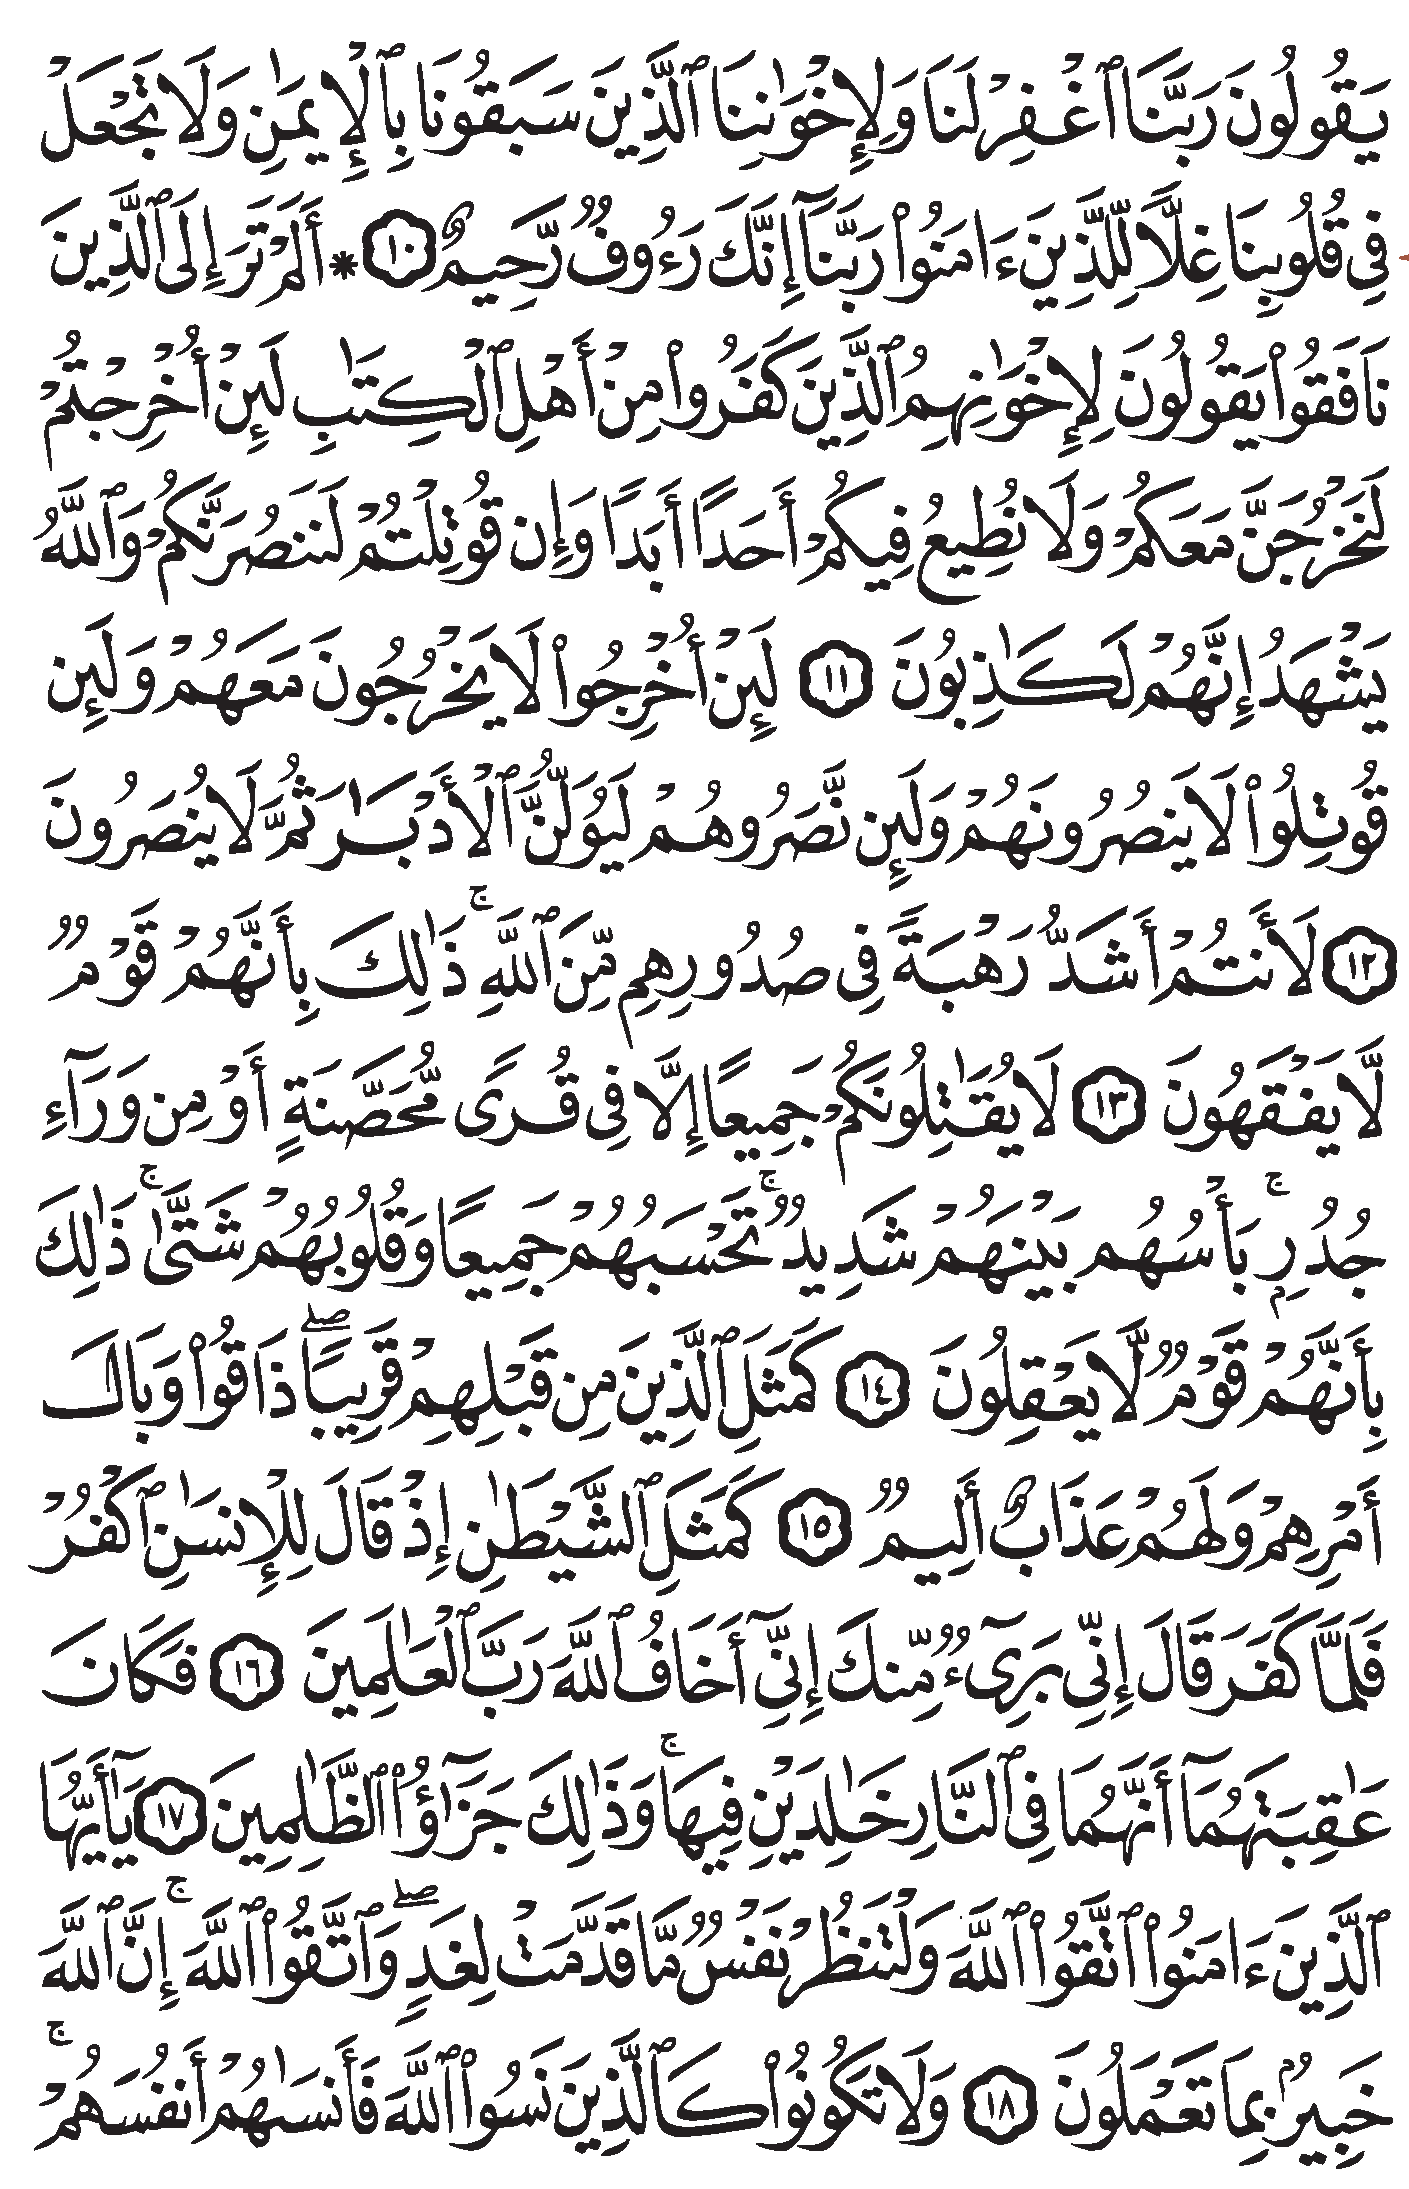 يَقُولُونَ رَبَّنَا ٱغْفِرْ لَنَا وَلِإِخْوَٰنِنَا ٱلَّذِينَ سَبَقُونَا بِٱلْإِيمَٰنِ وَلَا تَجْعَلْ
فِى قُلُوبِنَا غِلًّا لِّلَّذِينَ ءَامَنُوا۟ رَبَّنَآ إِنَّكَ رَءُوفٌ رَّحِيمٌ ١٠ * أَلَمْ تَرَ إِلَى ٱلَّذِينَ
نَافَقُوا۟ يَقُولُونَ لِإِخْوَٰنِهِمُ ٱلَّذِينَ كَفَرُوا۟ مِنْ أَهْلِ ٱلْكِتَٰبِ لَئِنْ أُخْرِجْتُمْ
لَنَخْرُجَنَّ مَعَكُمْ وَلَا نُطِيعُ فِيكُمْ أَحَدًا أَبَدًا وَإِن قُوتِلْتُمْ لَنَنصُرَنَّكُمْ وَٱللَّهُ
يَشْهَدُ إِنَّهُمْ لَكَٰذِبُونَ ١١ لَئِنْ أُخْرِجُوا۟ لَا يَخْرُجُونَ مَعَهُمْ وَلَئِن
قُوتِلُوا۟ لَا يَنصُرُونَهُمْ وَلَئِن نَّصَرُوهُمْ لَيُوَلُّنَّ ٱلْأَدْبَٰرَ ثُمَّ لَا يُنصَرُونَ
١٢ لَأَنتُمْ أَشَدُّ رَهْبَةً فِى صُدُورِهِم مِّنَ ٱللَّهِ ۚ ذَٰلِكَ بِأَنَّهُمْ قَوْمٌ
لَّا يَفْقَهُونَ ١٣ لَا يُقَٰتِلُونَكُمْ جَمِيعًا إِلَّا فِى قُرًى مُّحَصَّنَةٍ أَوْ مِن وَرَآءِ
جُدُرٍۭ ۚ بَأْسُهُم بَيْنَهُمْ شَدِيدٌ ۚ تَحْسَبُهُمْ جَمِيعًا وَقُلُوبُهُمْ شَتَّىٰ ۚ ذَٰلِكَ
بِأَنَّهُمْ قَوْمٌ لَّا يَعْقِلُونَ ١٤ كَمَثَلِ ٱلَّذِينَ مِن قَبْلِهِمْ قَرِيبًا ۖ ذَاقُوا۟ وَبَالَ
أَمْرِهِمْ وَلَهُمْ عَذَابٌ أَلِيمٌ ١٥ كَمَثَلِ ٱلشَّيْطَٰنِ إِذْ قَالَ لِلْإِنسَٰنِ ٱكْفُرْ
فَلَمَّا كَفَرَ قَالَ إِنِّى بَرِىٓءٌ مِّنكَ إِنِّىٓ أَخَافُ ٱللَّهَ رَبَّ ٱلْعَٰلَمِينَ ١٦ فَكَانَ
عَٰقِبَتَهُمَآ أَنَّهُمَا فِى ٱلنَّارِ خَٰلِدَيْنِ فِيهَا ۚ وَذَٰلِكَ جَزَٰٓؤُا۟ ٱلظَّٰلِمِينَ ١٧ يَٰٓأَيُّهَا
ٱلَّذِينَ ءَامَنُوا۟ ٱتَّقُوا۟ ٱللَّهَ وَلْتَنظُرْ نَفْسٌ مَّا قَدَّمَتْ لِغَدٍ ۖ وَٱتَّقُوا۟ ٱللَّهَ ۚ إِنَّ ٱللَّهَ
خَبِيرٌۢ بِمَا تَعْمَلُونَ ١٨ وَلَا تَكُونُوا۟ كَٱلَّذِينَ نَسُوا۟ ٱللَّهَ فَأَنسَىٰهُمْ أَنفُسَهُمْ ۚ